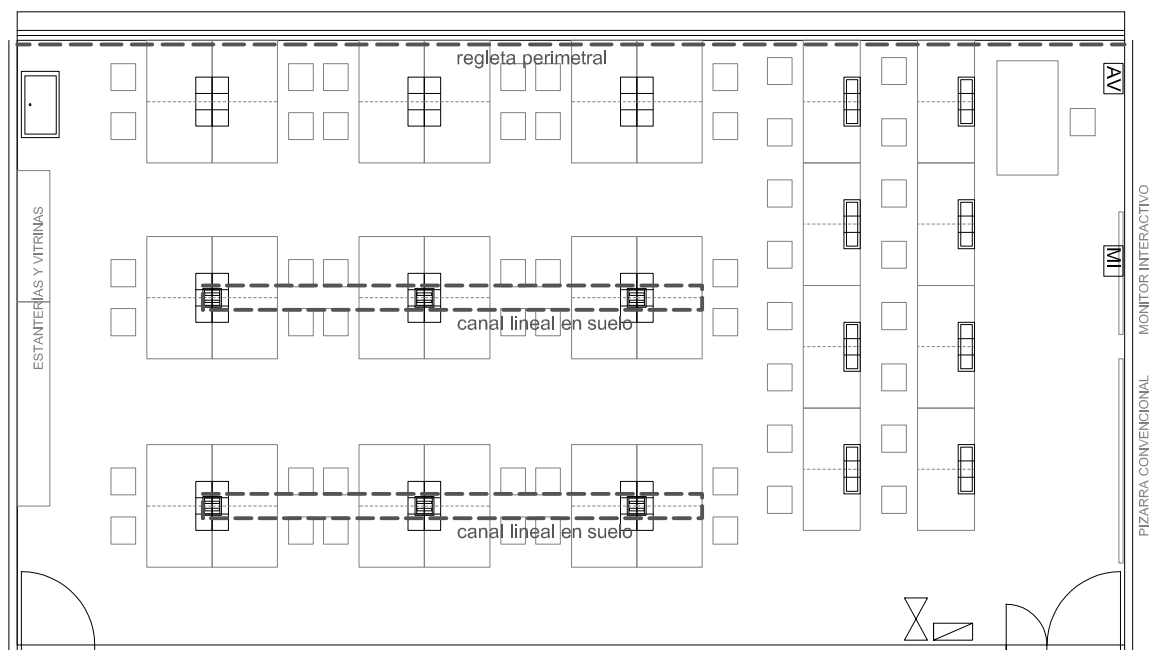 regleta perimetral
AV
ESTANTERÍAS Y VITRINAS
MONITOR INTERACTIVO
MI
canal lineal en suelo
PIZARRA CONVENCIONAL
canal lineal en suelo